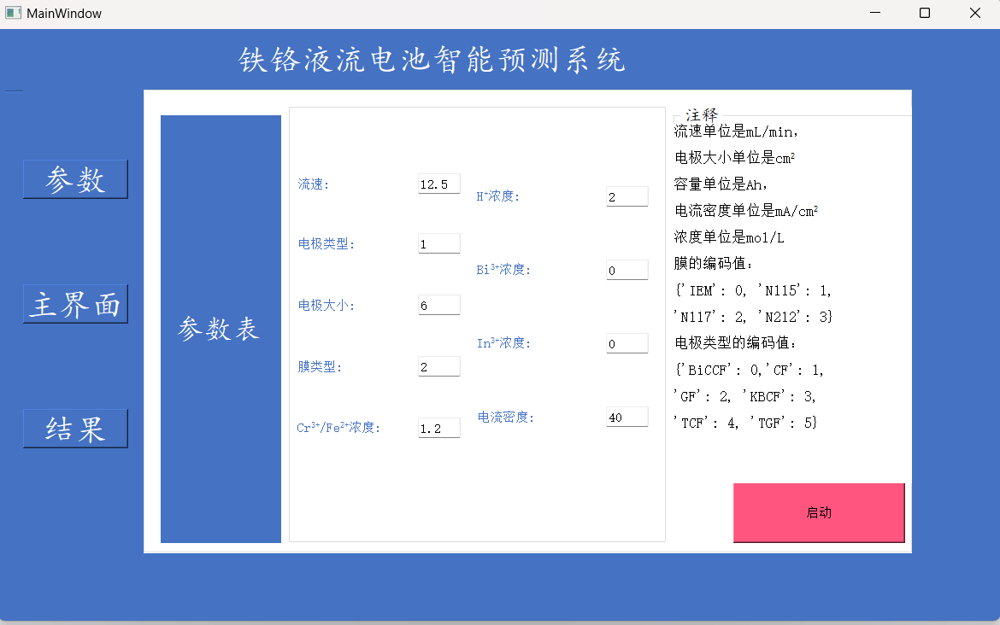 MainWindow
铁铬液流电池智能预测系统
参数
主界面
结果
参数表
流速: 12.5
电极类型: 1
电极大小: 6
膜类型: 2
Cr³⁺/Fe²⁺浓度: 1.2
H⁺浓度: 2
Bi³⁺浓度: 0
In³⁺浓度: 0
电流密度: 40
注释
流速单位是mL/min,
电极大小单位是cm²
容量单位是Ah,
电流密度单位是mA/cm²
浓度单位是mol/L
膜的编码值:
{'IEM': 0, 'N115': 1,
'N117': 2, 'N212': 3}
电极类型的编码值:
{'BiCCF': 0,'CF': 1,
'GF': 2, 'KBCF': 3,
'TCF': 4, 'TGF': 5}
启动